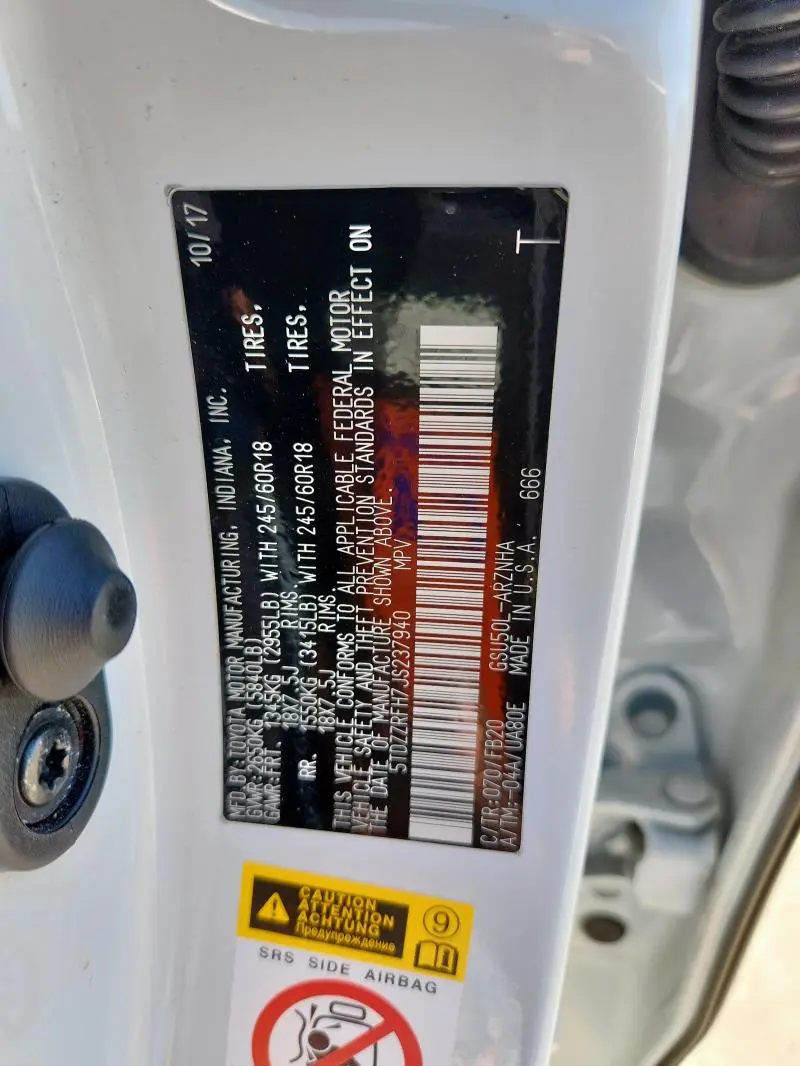 MFD.BY:TOYOTA MOTOR MANUFACTURING, INDIANA, INC. 10/17
GVWR:2650KG (5840LB)
GAWR:FRT. 1345KG (2955LB) WITH 245/60R18 TIRES,
18X7.5J RIMS.
RR. 1550KG (3415LB) WITH 245/60R18 TIRES,
18X7.5J RIMS.
THIS VEHICLE CONFORMS TO ALL APPLICABLE FEDERAL MOTOR
VEHICLE SAFETY AND THEFT PREVENTION STANDARDS IN EFFECT ON
THE DATE OF MANUFACTURE SHOWN ABOVE.
5TDZZRFH7JS237940 MPV
C/TR:070/FB20 GSU50L-ARZNHA
A/TM:-04A/UA80E MADE IN U.S.A. 666 T
CAUTION
ATTENTION
ACHTUNG
Предупреждение
9
SRS SIDE AIRBAG